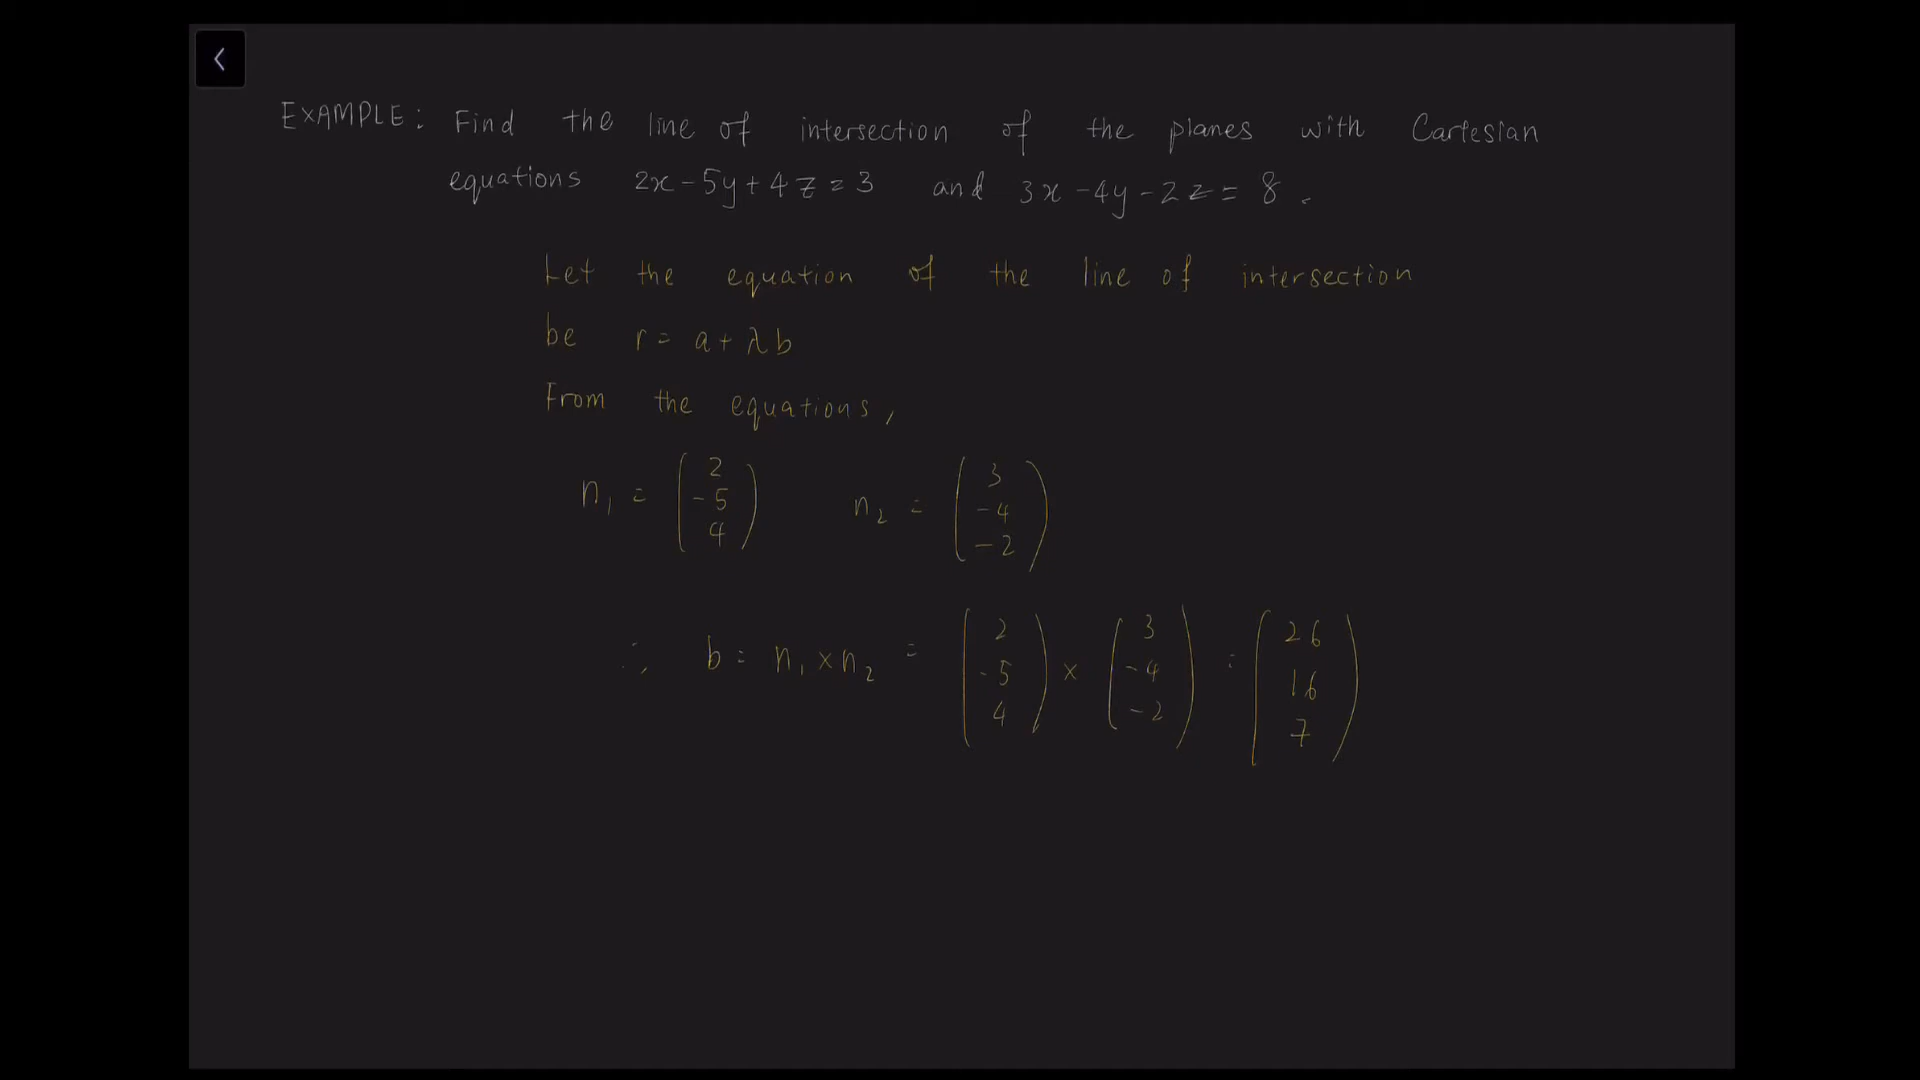 EXAMPLE: Find the line of intersection of the planes with Cartesian
equations 2x - 5y + 4z = 3 and 3x - 4y - 2z = 8.
Let the equation of the line of intersection
be r = a + λb
From the equations,
n₁ = (2, -5, 4) n₂ = (3, -4, -2)
∴ b = n₁ × n₂ = (2, -5, 4) × (3, -4, -2) = (26, 16, 7)